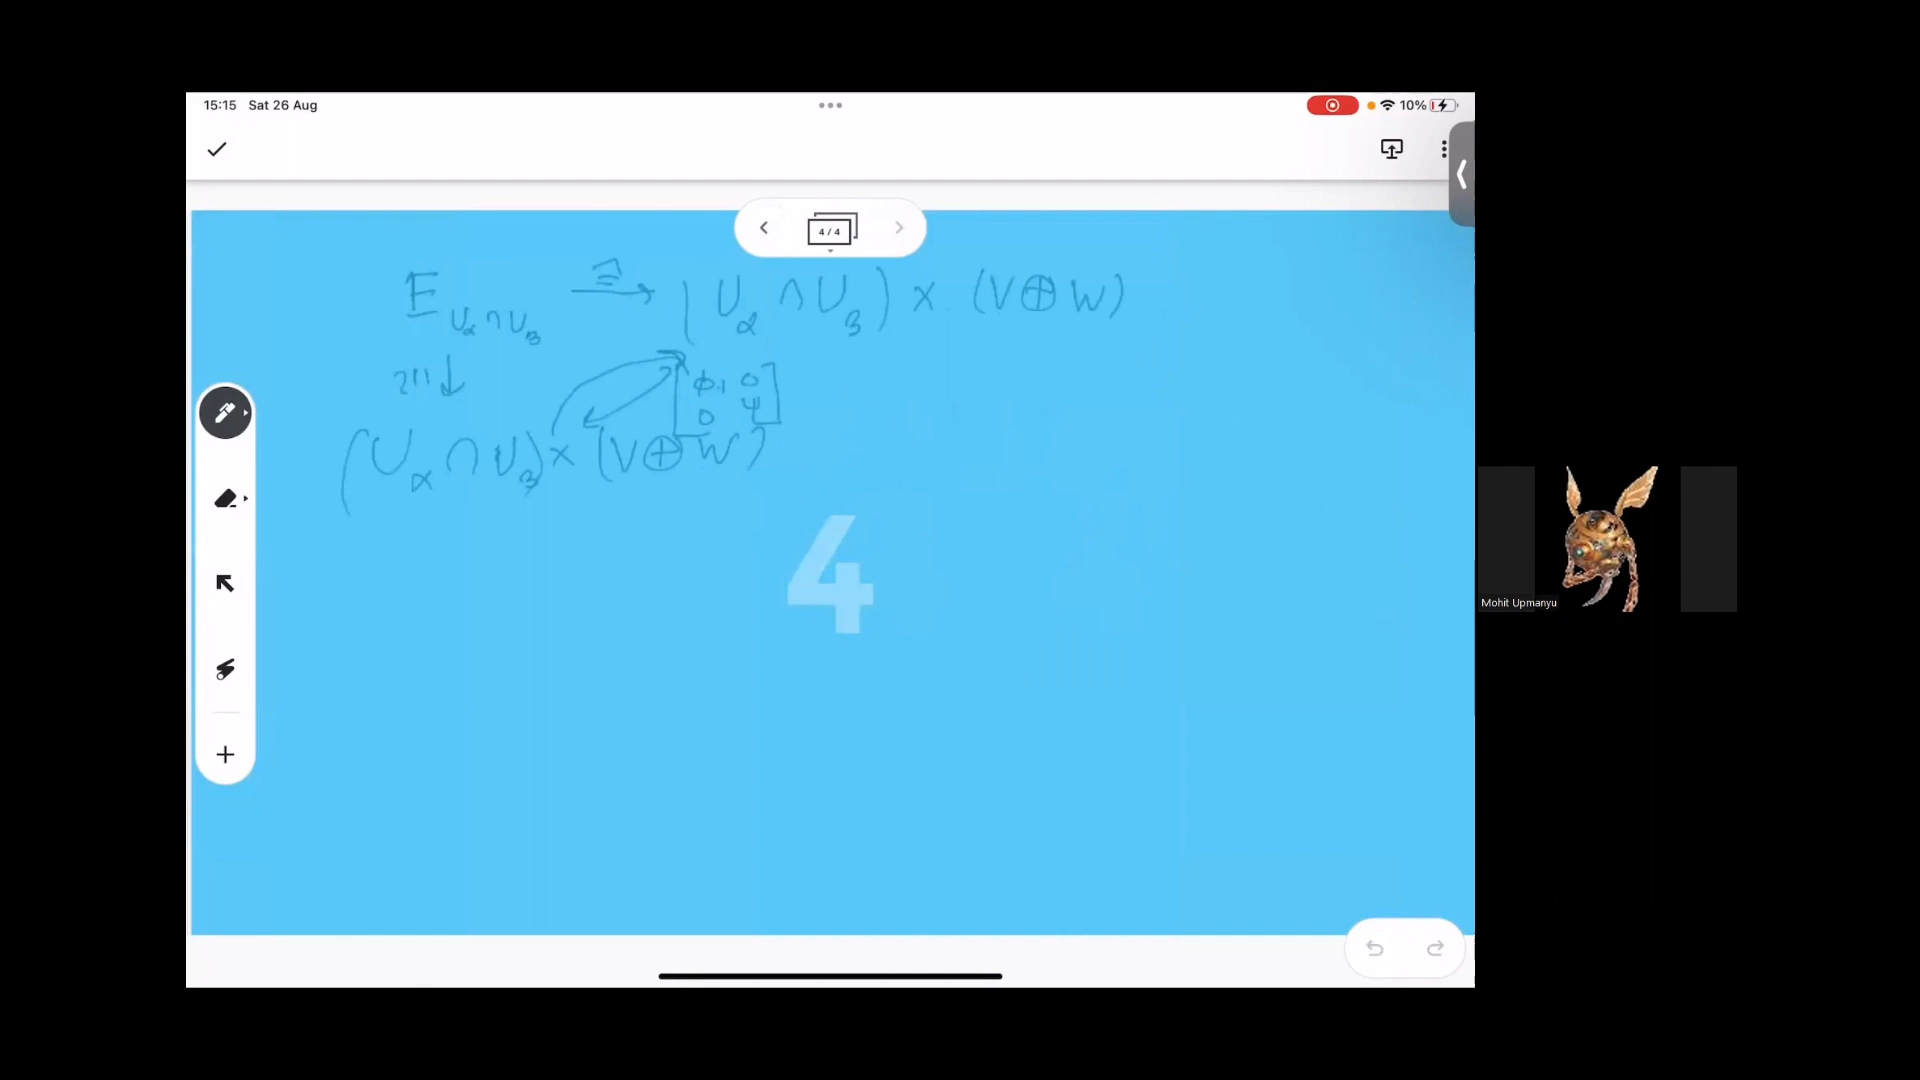 15:15 Sat 26 Aug
10%
4 / 4
E_{U_α ∩ U_β} ≅→ (U_α ∩ U_β) × (V ⊕ W)
≅ ↓
[φ, 0
0 ψ]
(U_α ∩ U_β) × (V ⊕ W)
4
Mohit Upmanyu